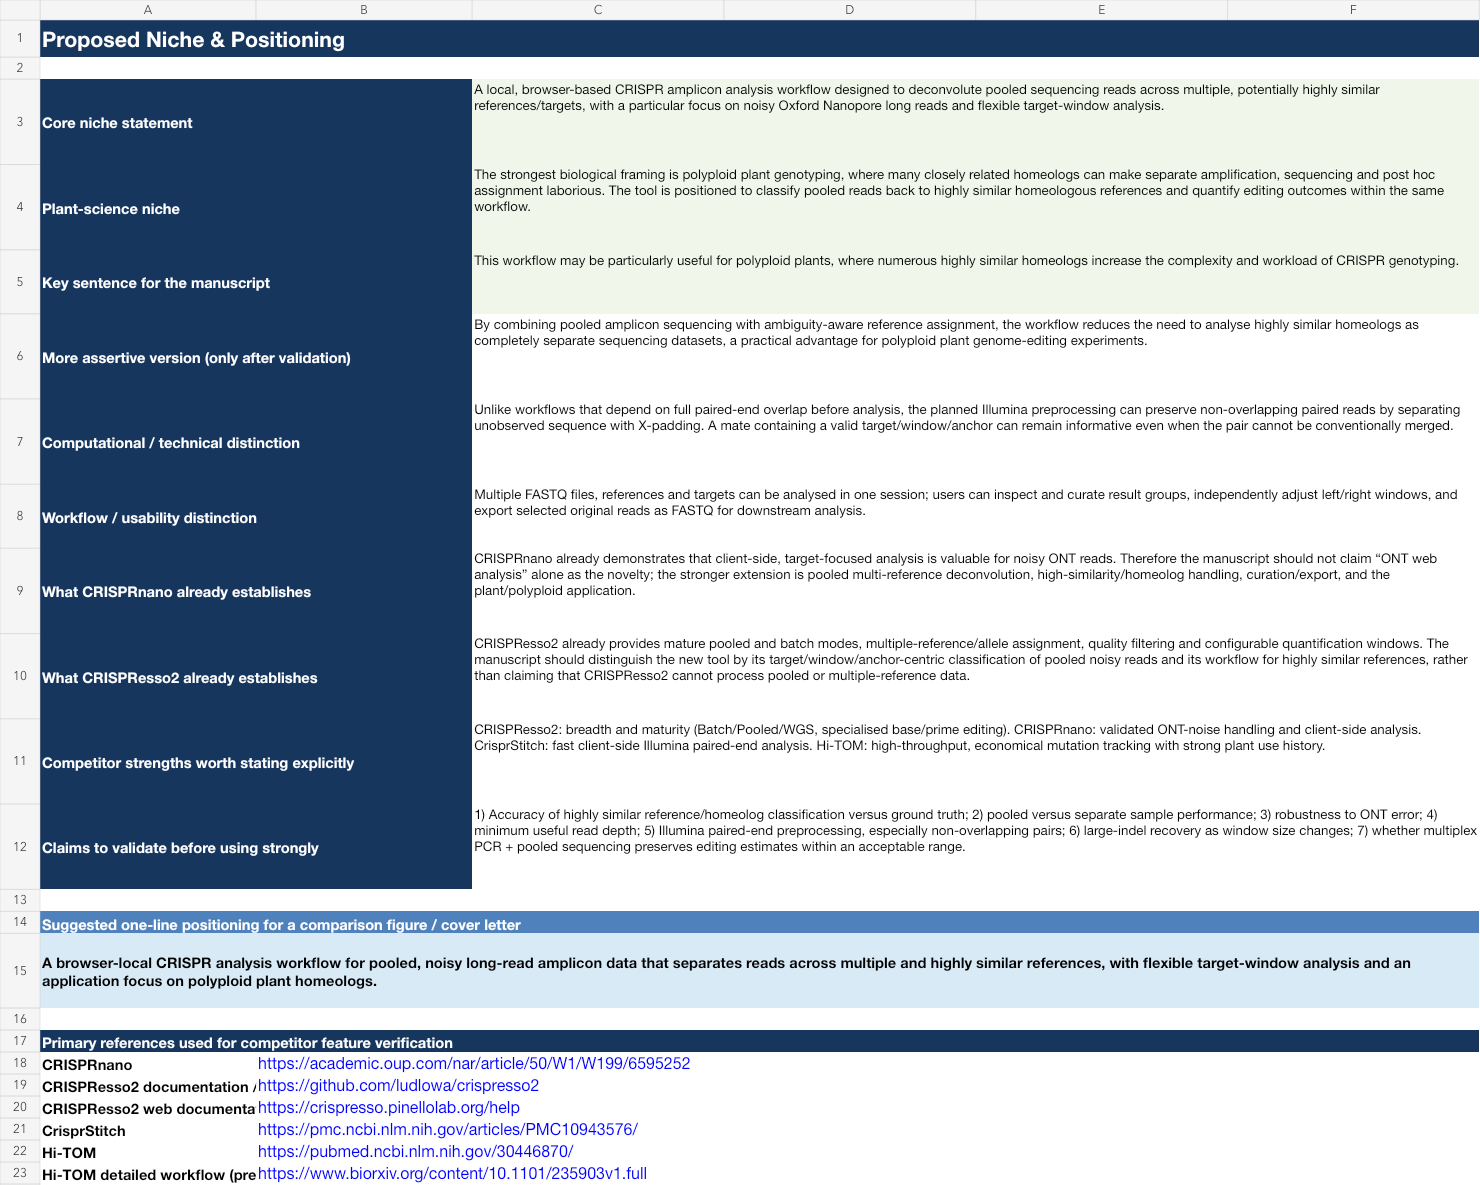 A B C D E F
1 Proposed Niche & Positioning
2
3 Core niche statement
A local, browser-based CRISPR amplicon analysis workflow designed to deconvolute pooled sequencing reads across multiple, potentially highly similar
references/targets, with a particular focus on noisy Oxford Nanopore long reads and flexible target-window analysis.
4 Plant-science niche
The strongest biological framing is polyploid plant genotyping, where many closely related homeologs can make separate amplification, sequencing and post hoc
assignment laborious. The tool is positioned to classify pooled reads back to highly similar homeologous references and quantify editing outcomes within the same
workflow.
5 Key sentence for the manuscript
This workflow may be particularly useful for polyploid plants, where numerous highly similar homeologs increase the complexity and workload of CRISPR genotyping.
6 More assertive version (only after validation)
By combining pooled amplicon sequencing with ambiguity-aware reference assignment, the workflow reduces the need to analyse highly similar homeologs as
completely separate sequencing datasets, a practical advantage for polyploid plant genome-editing experiments.
7 Computational / technical distinction
Unlike workflows that depend on full paired-end overlap before analysis, the planned Illumina preprocessing can preserve non-overlapping paired reads by separating
unobserved sequence with X-padding. A mate containing a valid target/window/anchor can remain informative even when the pair cannot be conventionally merged.
8 Workflow / usability distinction
Multiple FASTQ files, references and targets can be analysed in one session; users can inspect and curate result groups, independently adjust left/right windows, and
export selected original reads as FASTQ for downstream analysis.
9 What CRISPRnano already establishes
CRISPRnano already demonstrates that client-side, target-focused analysis is valuable for noisy ONT reads. Therefore the manuscript should not claim “ONT web
analysis” alone as the novelty; the stronger extension is pooled multi-reference deconvolution, high-similarity/homeolog handling, curation/export, and the
plant/polyploid application.
10 What CRISPResso2 already establishes
CRISPResso2 already provides mature pooled and batch modes, multiple-reference/allele assignment, quality filtering and configurable quantification windows. The
manuscript should distinguish the new tool by its target/window/anchor-centric classification of pooled noisy reads and its workflow for highly similar references, rather
than claiming that CRISPResso2 cannot process pooled or multiple-reference data.
11 Competitor strengths worth stating explicitly
CRISPResso2: breadth and maturity (Batch/Pooled/WGS, specialised base/prime editing). CRISPRnano: validated ONT-noise handling and client-side analysis.
CrisprStitch: fast client-side Illumina paired-end analysis. Hi-TOM: high-throughput, economical mutation tracking with strong plant use history.
12 Claims to validate before using strongly
1) Accuracy of highly similar reference/homeolog classification versus ground truth; 2) pooled versus separate sample performance; 3) robustness to ONT error; 4)
minimum useful read depth; 5) Illumina paired-end preprocessing, especially non-overlapping pairs; 6) large-indel recovery as window size changes; 7) whether multiplex
PCR + pooled sequencing preserves editing estimates within an acceptable range.
13
14 Suggested one-line positioning for a comparison figure / cover letter
15 A browser-local CRISPR analysis workflow for pooled, noisy long-read amplicon data that separates reads across multiple and highly similar references, with flexible target-window analysis and an
application focus on polyploid plant homeologs.
16
17 Primary references used for competitor feature verification
18 CRISPRnano https://academic.oup.com/nar/article/50/W1/W199/6595252
19 CRISPResso2 documentation / https://github.com/ludlowa/crispresso2
20 CRISPResso2 web documenta https://crispresso.pinellolab.org/help
21 CrisprStitch https://pmc.ncbi.nlm.nih.gov/articles/PMC10943576/
22 Hi-TOM https://pubmed.ncbi.nlm.nih.gov/30446870/
23 Hi-TOM detailed workflow (pre https://www.biorxiv.org/content/10.1101/235903v1.full